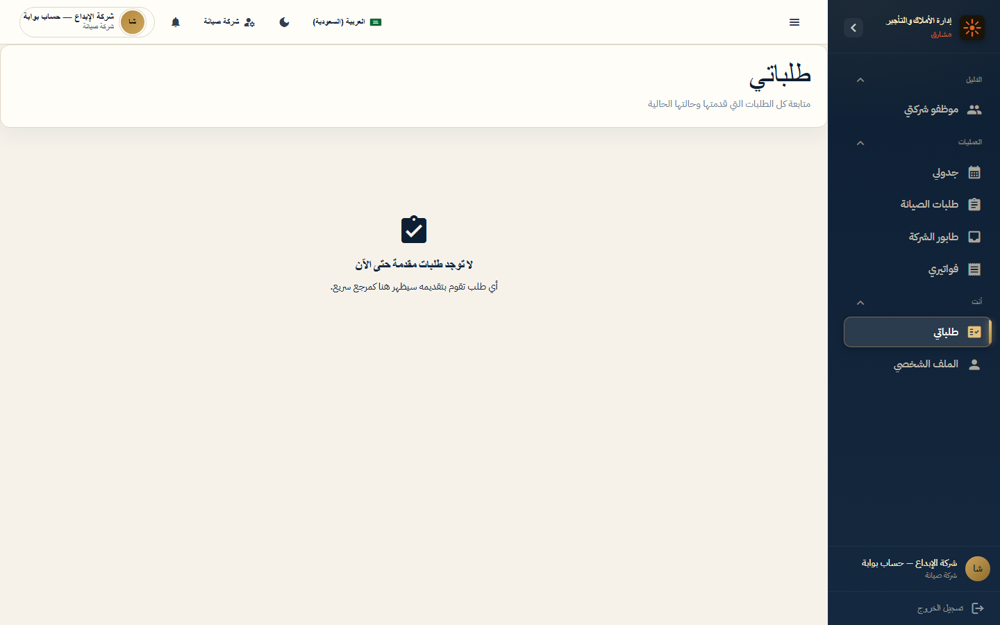 إدارة الأملاك والتأجير
مشارق
الدليل
موظفو شركتي
العمليات
جدولي
طلبات الصيانة
طابور الشركة
فواتيري
أنت
طلباتي
الملف الشخصي
شركة الإبداع — حساب بوابة
شركة صيانة
تسجيل الخروج
العربية (السعودية)
شركة صيانة
شا
شركة الإبداع — حساب بوابة
شركة صيانة
طلباتي
متابعة كل الطلبات التي قدمتها وحالتها الحالية
لا توجد طلبات مقدمة حتى الآن
أي طلب تقوم بتقديمه سيظهر هنا كمرجع سريع.
شا